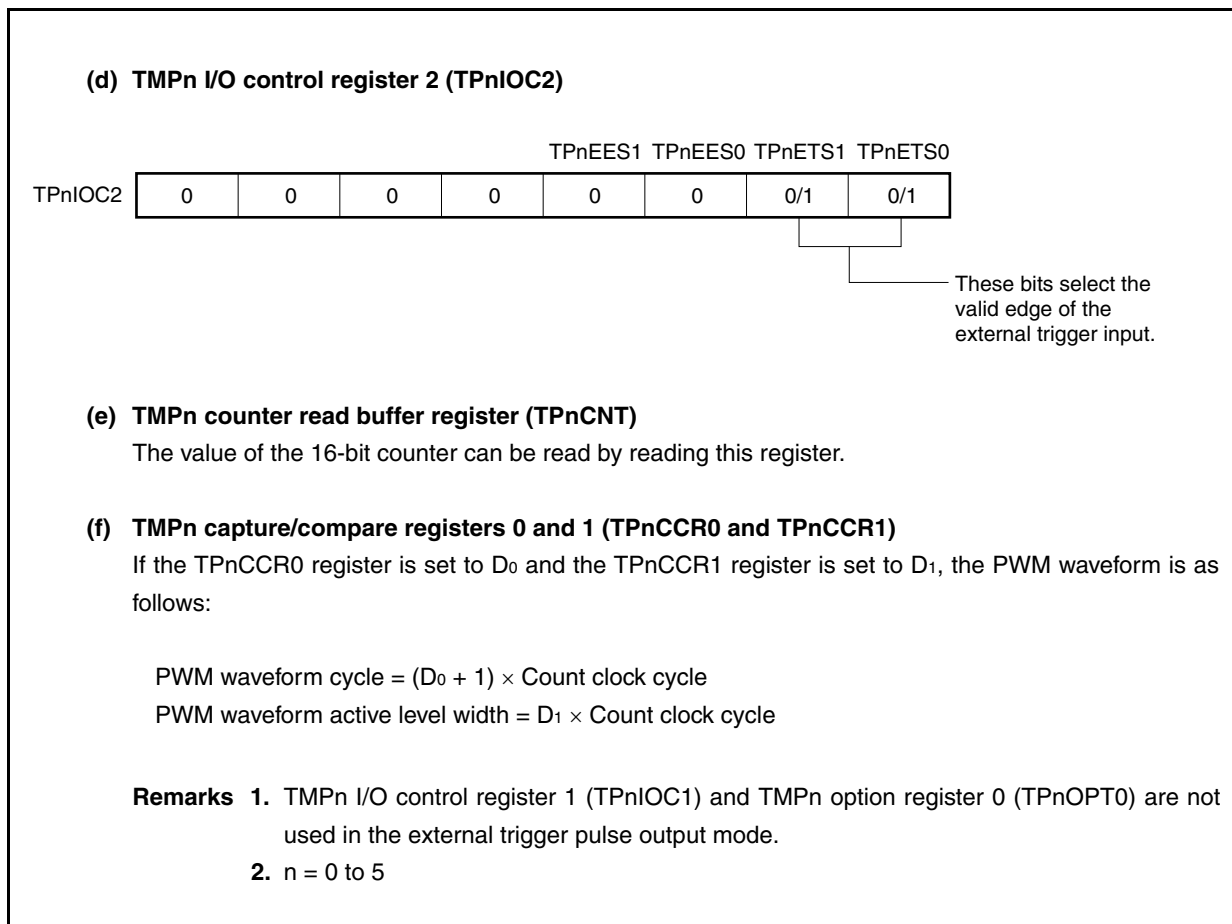 (d) TMPn I/O control register 2 (TPnIOC2)
TPnEES1 TPnEES0 TPnETS1 TPnETS0
TPnIOC2 0 0 0 0 0 0 0/1 0/1
These bits select the
valid edge of the
external trigger input.
(e) TMPn counter read buffer register (TPnCNT)
The value of the 16-bit counter can be read by reading this register.
(f) TMPn capture/compare registers 0 and 1 (TPnCCR0 and TPnCCR1)
If the TPnCCR0 register is set to D0 and the TPnCCR1 register is set to D1, the PWM waveform is as
follows:
PWM waveform cycle = (D0 + 1) × Count clock cycle
PWM waveform active level width = D1 × Count clock cycle
Remarks 1. TMPn I/O control register 1 (TPnIOC1) and TMPn option register 0 (TPnOPT0) are not
used in the external trigger pulse output mode.
2. n = 0 to 5